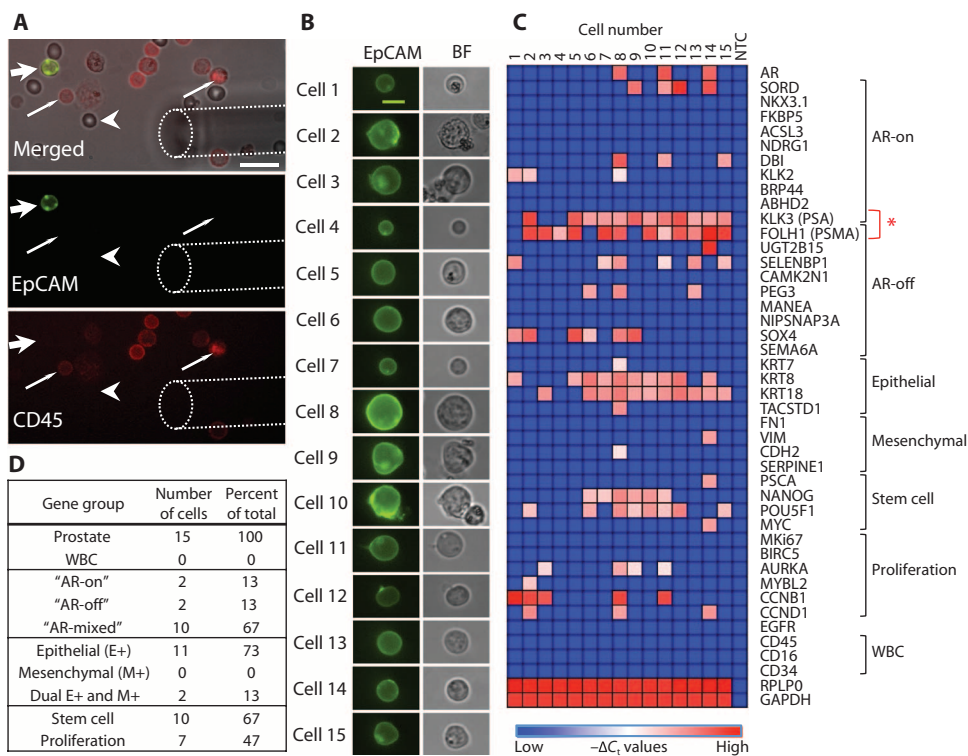 A
Merged
EpCAM
CD45
B
EpCAM BF
Cell 1
Cell 2
Cell 3
Cell 4
Cell 5
Cell 6
Cell 7
Cell 8
Cell 9
Cell 10
Cell 11
Cell 12
Cell 13
Cell 14
Cell 15
C
Cell number
1 2 3 4 5 6 7 8 9 10 11 12 13 14 15 NTC
AR
SORD
NKX3.1
FKBP5
ACSL3
NDRG1
DBI
KLK2
BRP44
ABHD2
KLK3 (PSA)
FOLH1 (PSMA)
UGT2B15
SELENBP1
CAMK2N1
PEG3
MANEA
NIPSNAP3A
SOX4
SEMA6A
KRT7
KRT8
KRT18
TACSTD1
FN1
VIM
CDH2
SERPINE1
PSCA
NANOG
POU5F1
MYC
MKi67
BIRC5
AURKA
MYBL2
CCNB1
CCND1
EGFR
CD45
CD16
CD34
RPLP0
GAPDH
AR-on
*
AR-off
Epithelial
Mesenchymal
Stem cell
Proliferation
WBC
Low –ΔCt values High
D
Gene group Number of cells Percent of total
Prostate 15 100
WBC 0 0
“AR-on” 2 13
“AR-off” 2 13
“AR-mixed” 10 67
Epithelial (E+) 11 73
Mesenchymal (M+) 0 0
Dual E+ and M+ 2 13
Stem cell 10 67
Proliferation 7 47